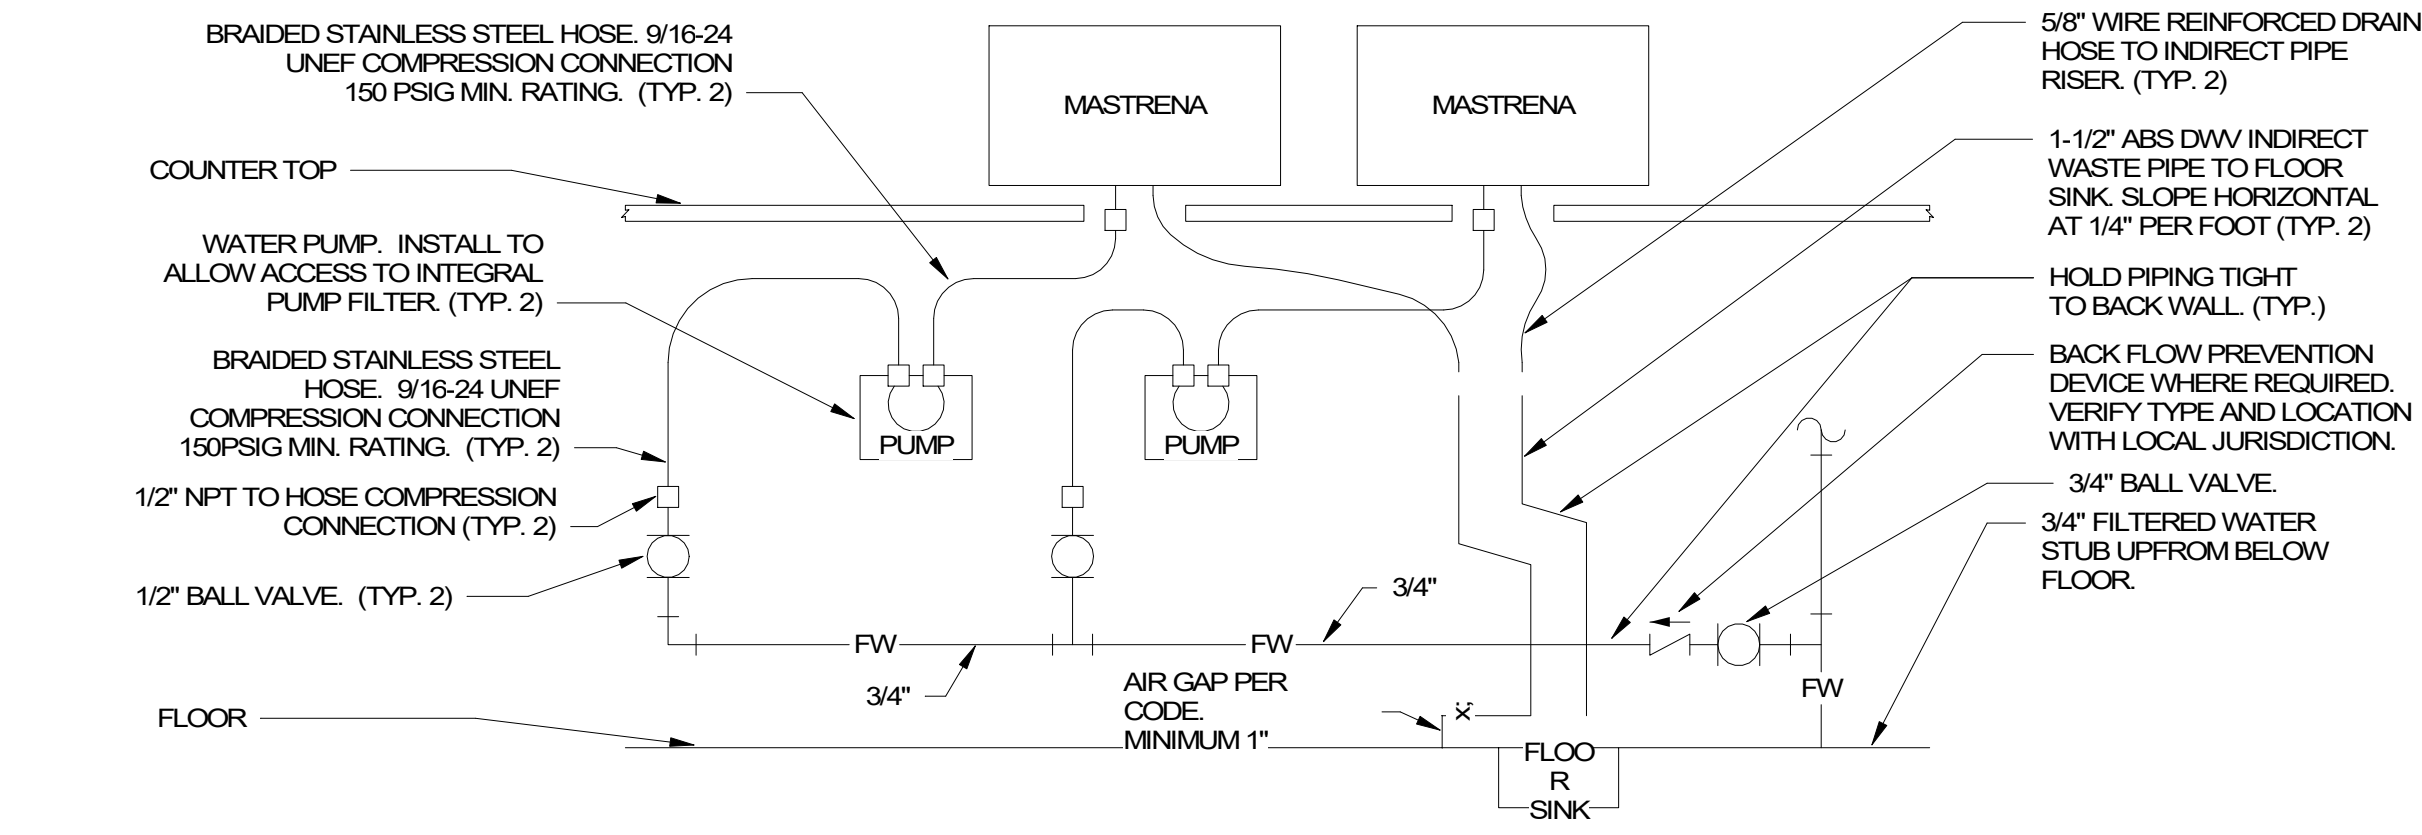 BRAIDED STAINLESS STEEL HOSE. 9/16-24
UNEF COMPRESSION CONNECTION
150 PSIG MIN. RATING. (TYP. 2)
COUNTER TOP
WATER PUMP. INSTALL TO
ALLOW ACCESS TO INTEGRAL
PUMP FILTER. (TYP. 2)
BRAIDED STAINLESS STEEL
HOSE. 9/16-24 UNEF
COMPRESSION CONNECTION
150PSIG MIN. RATING. (TYP. 2)
1/2" NPT TO HOSE COMPRESSION
CONNECTION (TYP. 2)
1/2" BALL VALVE. (TYP. 2)
FLOOR
MASTRENA
MASTRENA
PUMP
PUMP
FW
3/4"
FW
3/4"
AIR GAP PER
CODE.
MINIMUM 1"
X;
FLOO
R
SINK
FW
5/8" WIRE REINFORCED DRAIN
HOSE TO INDIRECT PIPE
RISER. (TYP. 2)
1-1/2" ABS DWV INDIRECT
WASTE PIPE TO FLOOR
SINK. SLOPE HORIZONTAL
AT 1/4" PER FOOT (TYP. 2)
HOLD PIPING TIGHT
TO BACK WALL. (TYP.)
BACK FLOW PREVENTION
DEVICE WHERE REQUIRED.
VERIFY TYPE AND LOCATION
WITH LOCAL JURISDICTION.
3/4" BALL VALVE.
3/4" FILTERED WATER
STUB UPFROM BELOW
FLOOR.